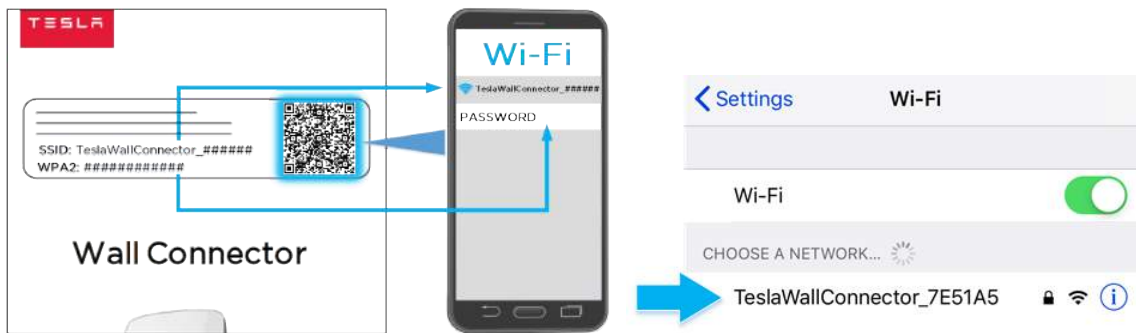 TESLA
SSID: TeslaWallConnector_######
WPA2: ############
Wall Connector
Wi-Fi
TeslaWallConnector_######
PASSWORD
Settings
Wi-Fi
Wi-Fi
CHOOSE A NETWORK...
TeslaWallConnector_7E51A5